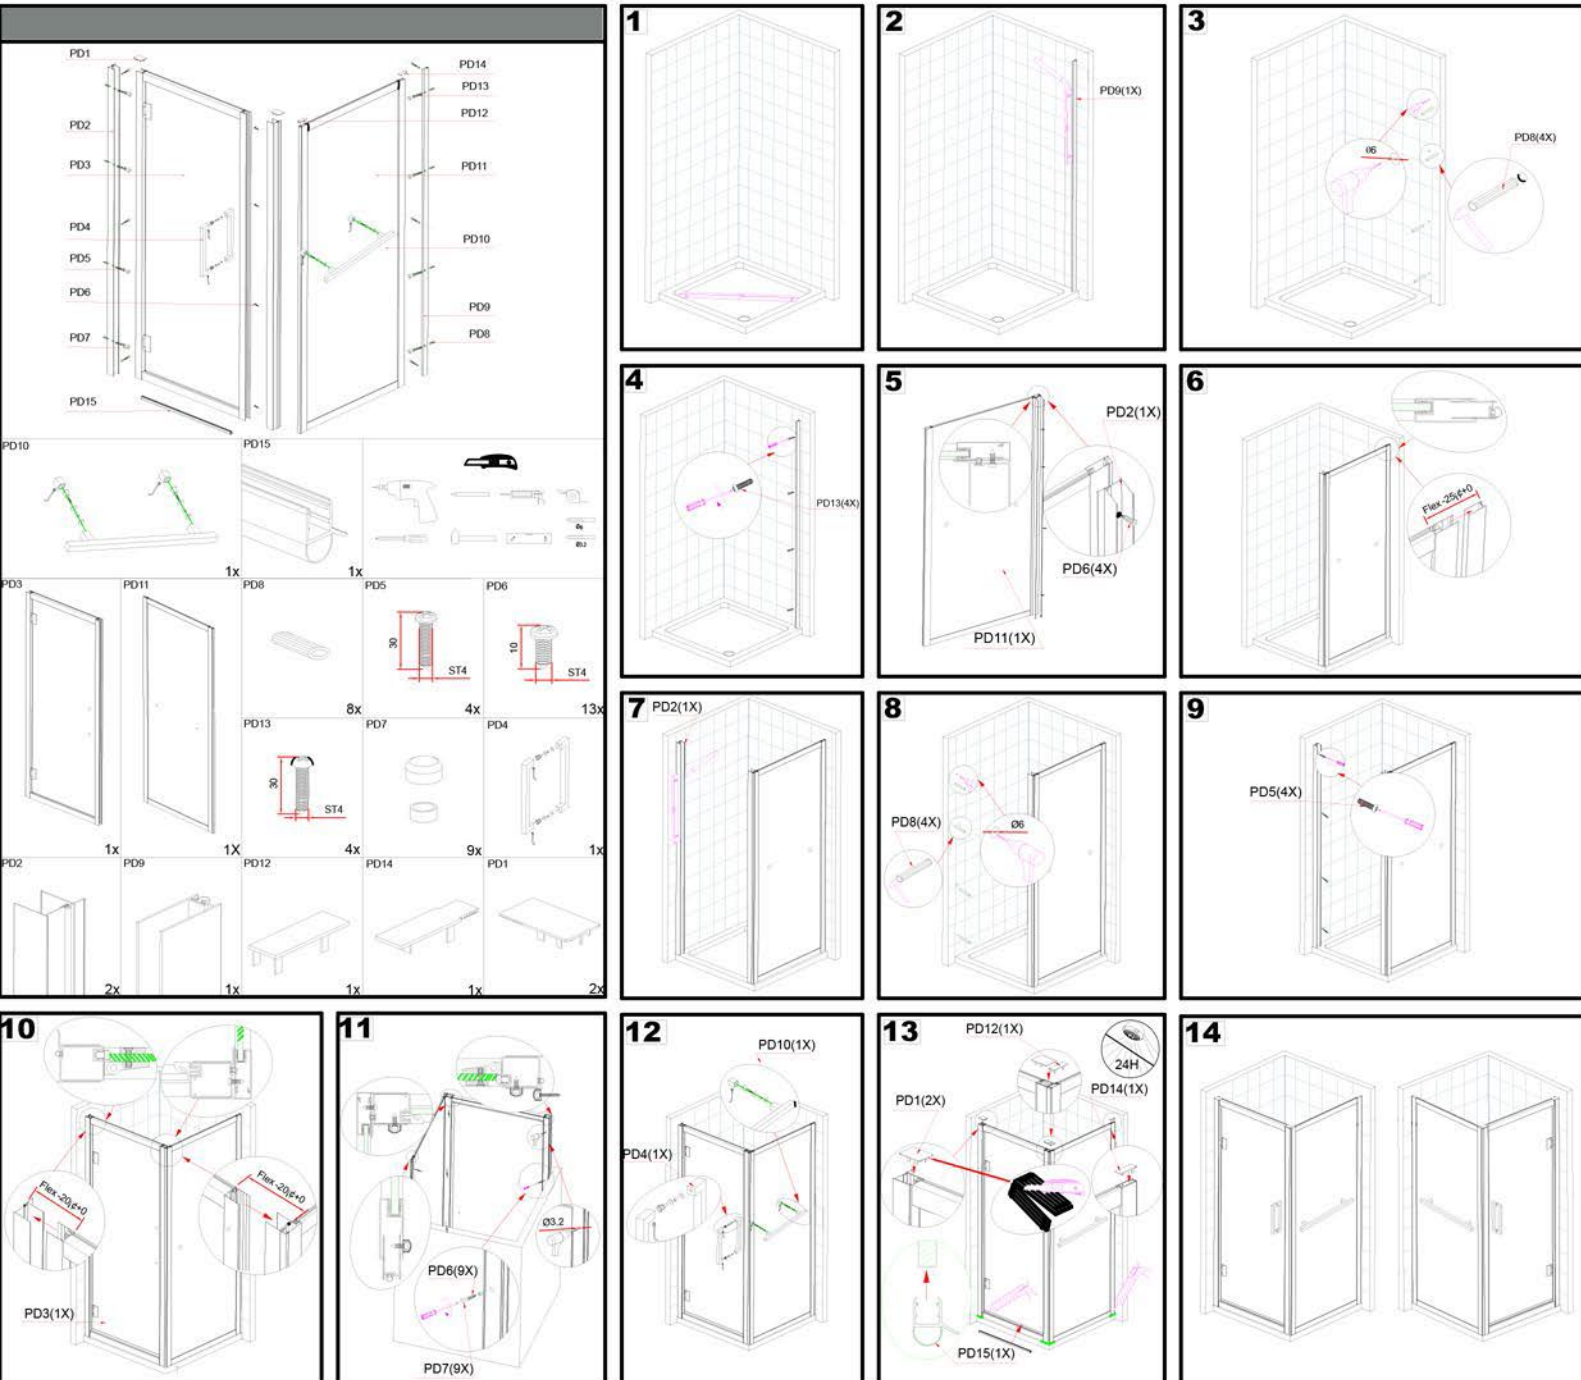 PD1
PD2
PD3
PD4
PD5
PD6
PD7
PD15
PD14
PD13
PD12
PD11
PD10
PD9
PD8
PD10
1x
PD15
1x
Ø6
Ø3.2
PD3
1x
PD11
1X
PD8
8x
PD5
30
ST4
4x
PD6
10
ST4
13x
PD13
30
ST4
4x
PD7
9x
PD4
1x
PD2
2x
PD9
1x
PD12
1x
PD14
1x
PD1
2x
1
2
PD9(1X)
3
Ø6
PD8(4X)
4
PD13(4X)
5
PD2(1X)
PD6(4X)
PD11(1X)
6
Flex -25¡¢+0
7
PD2(1X)
8
PD8(4X)
Ø6
9
PD5(4X)
10
Flex -20¡¢+0
Flex -20¡¢+0
PD3(1X)
11
Ø3.2
PD6(9X)
PD7(9X)
12
PD10(1X)
PD4(1X)
13
PD12(1X)
24H
PD14(1X)
PD1(2X)
PD15(1X)
14